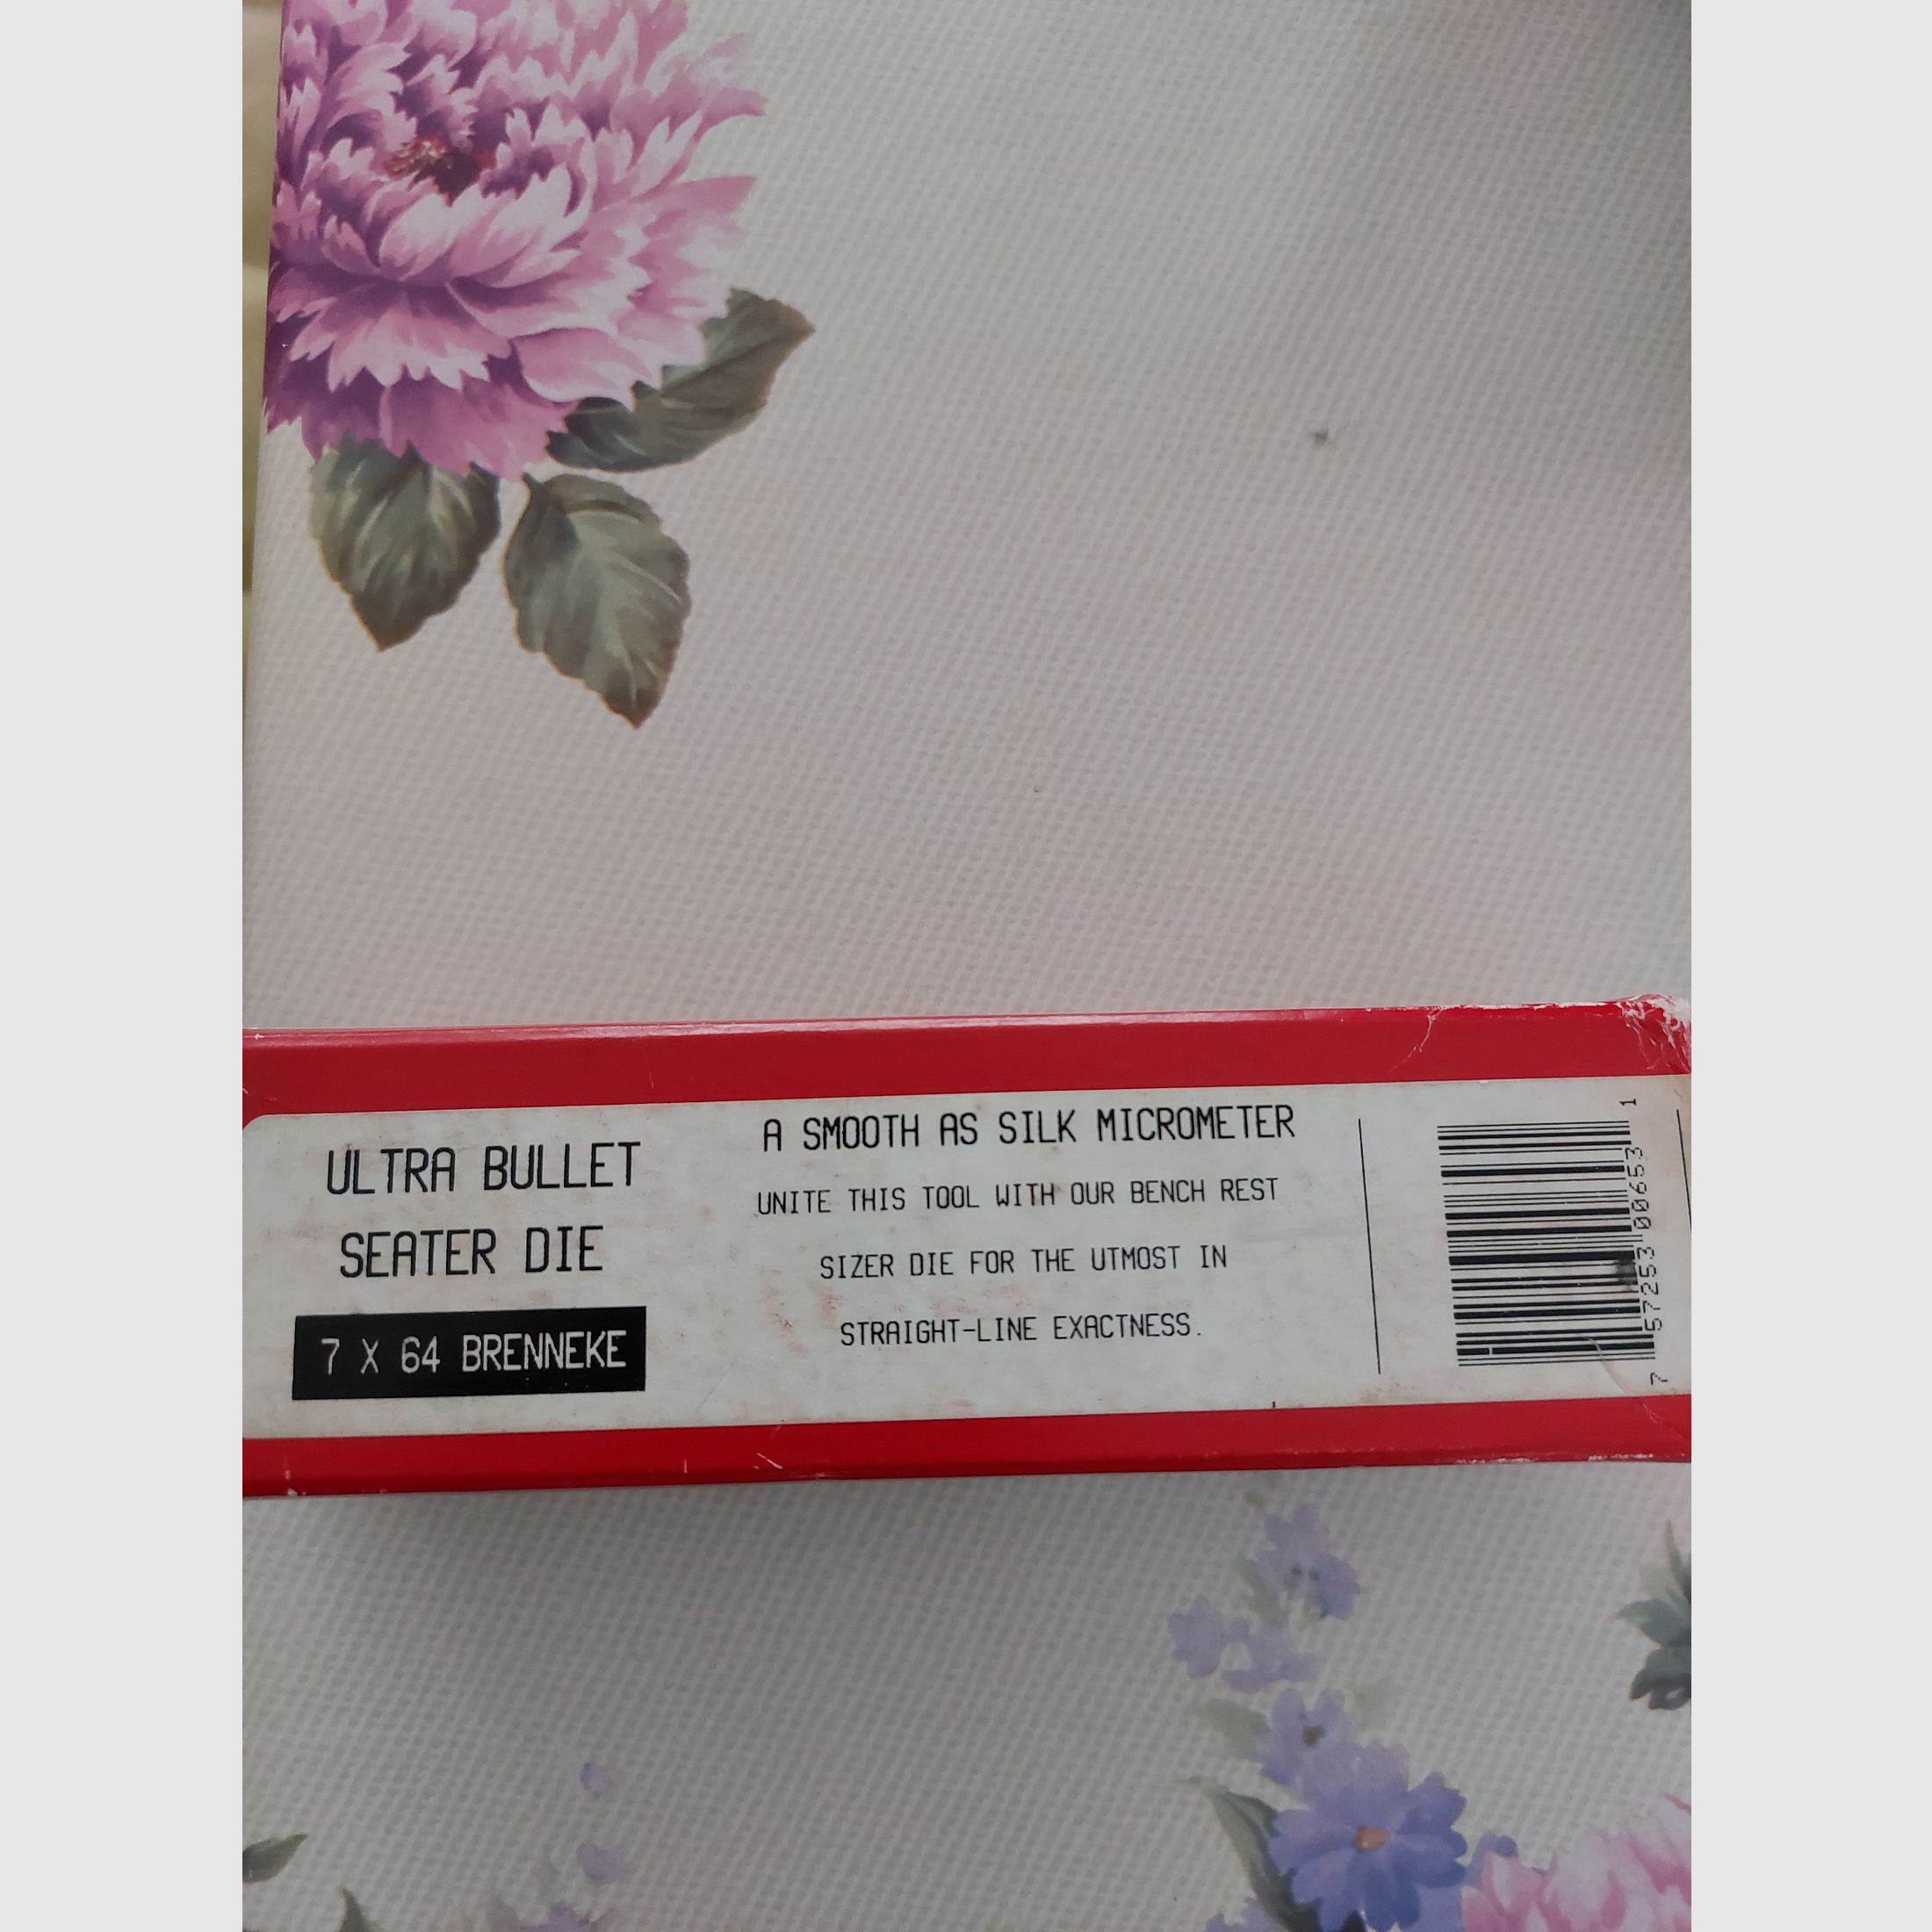 ULTRA BULLET
SEATER DIE
7 X 64 BRENNEKE
A SMOOTH AS SILK MICROMETER
UNITE THIS TOOL WITH OUR BENCH REST
SIZER DIE FOR THE UTMOST IN
STRAIGHT-LINE EXACTNESS.
7 57253 00653 1